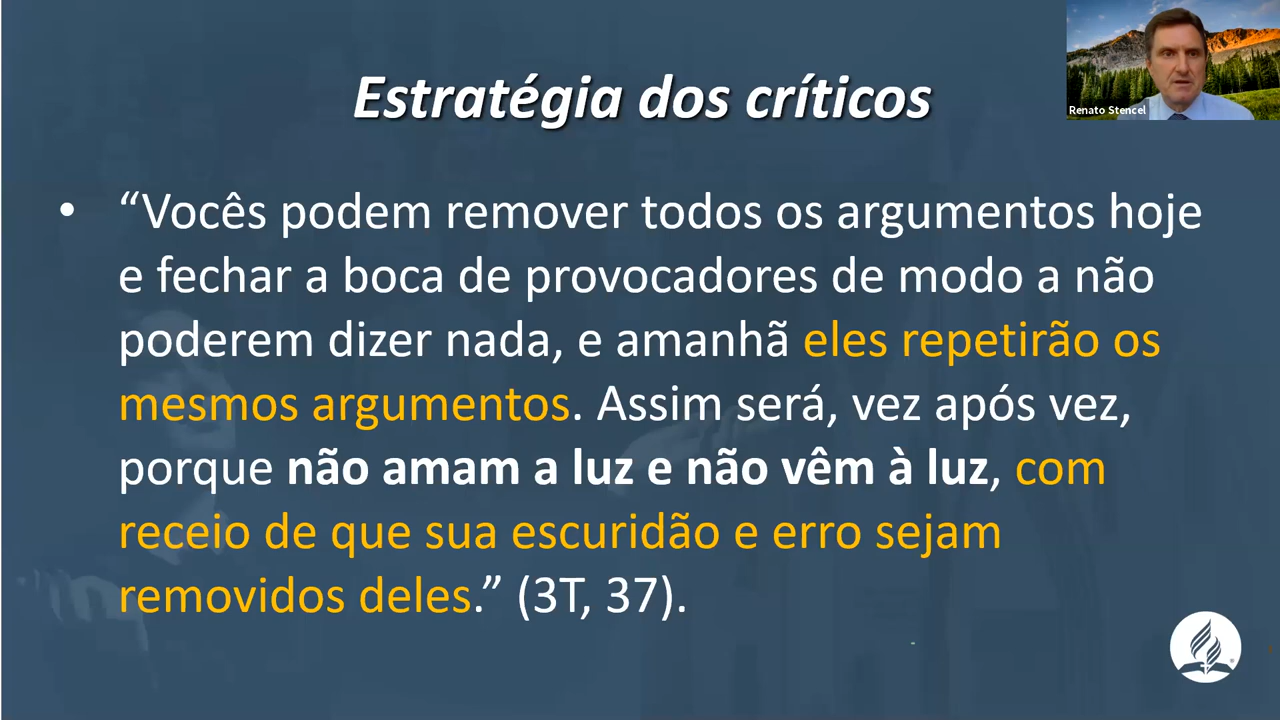 Estratégia dos críticos
Renato Stencel
• “Vocês podem remover todos os argumentos hoje
e fechar a boca de provocadores de modo a não
poderem dizer nada, e amanhã eles repetirão os
mesmos argumentos. Assim será, vez após vez,
porque não amam a luz e não vêm à luz, com
receio de que sua escuridão e erro sejam
removidos deles.” (3T, 37).